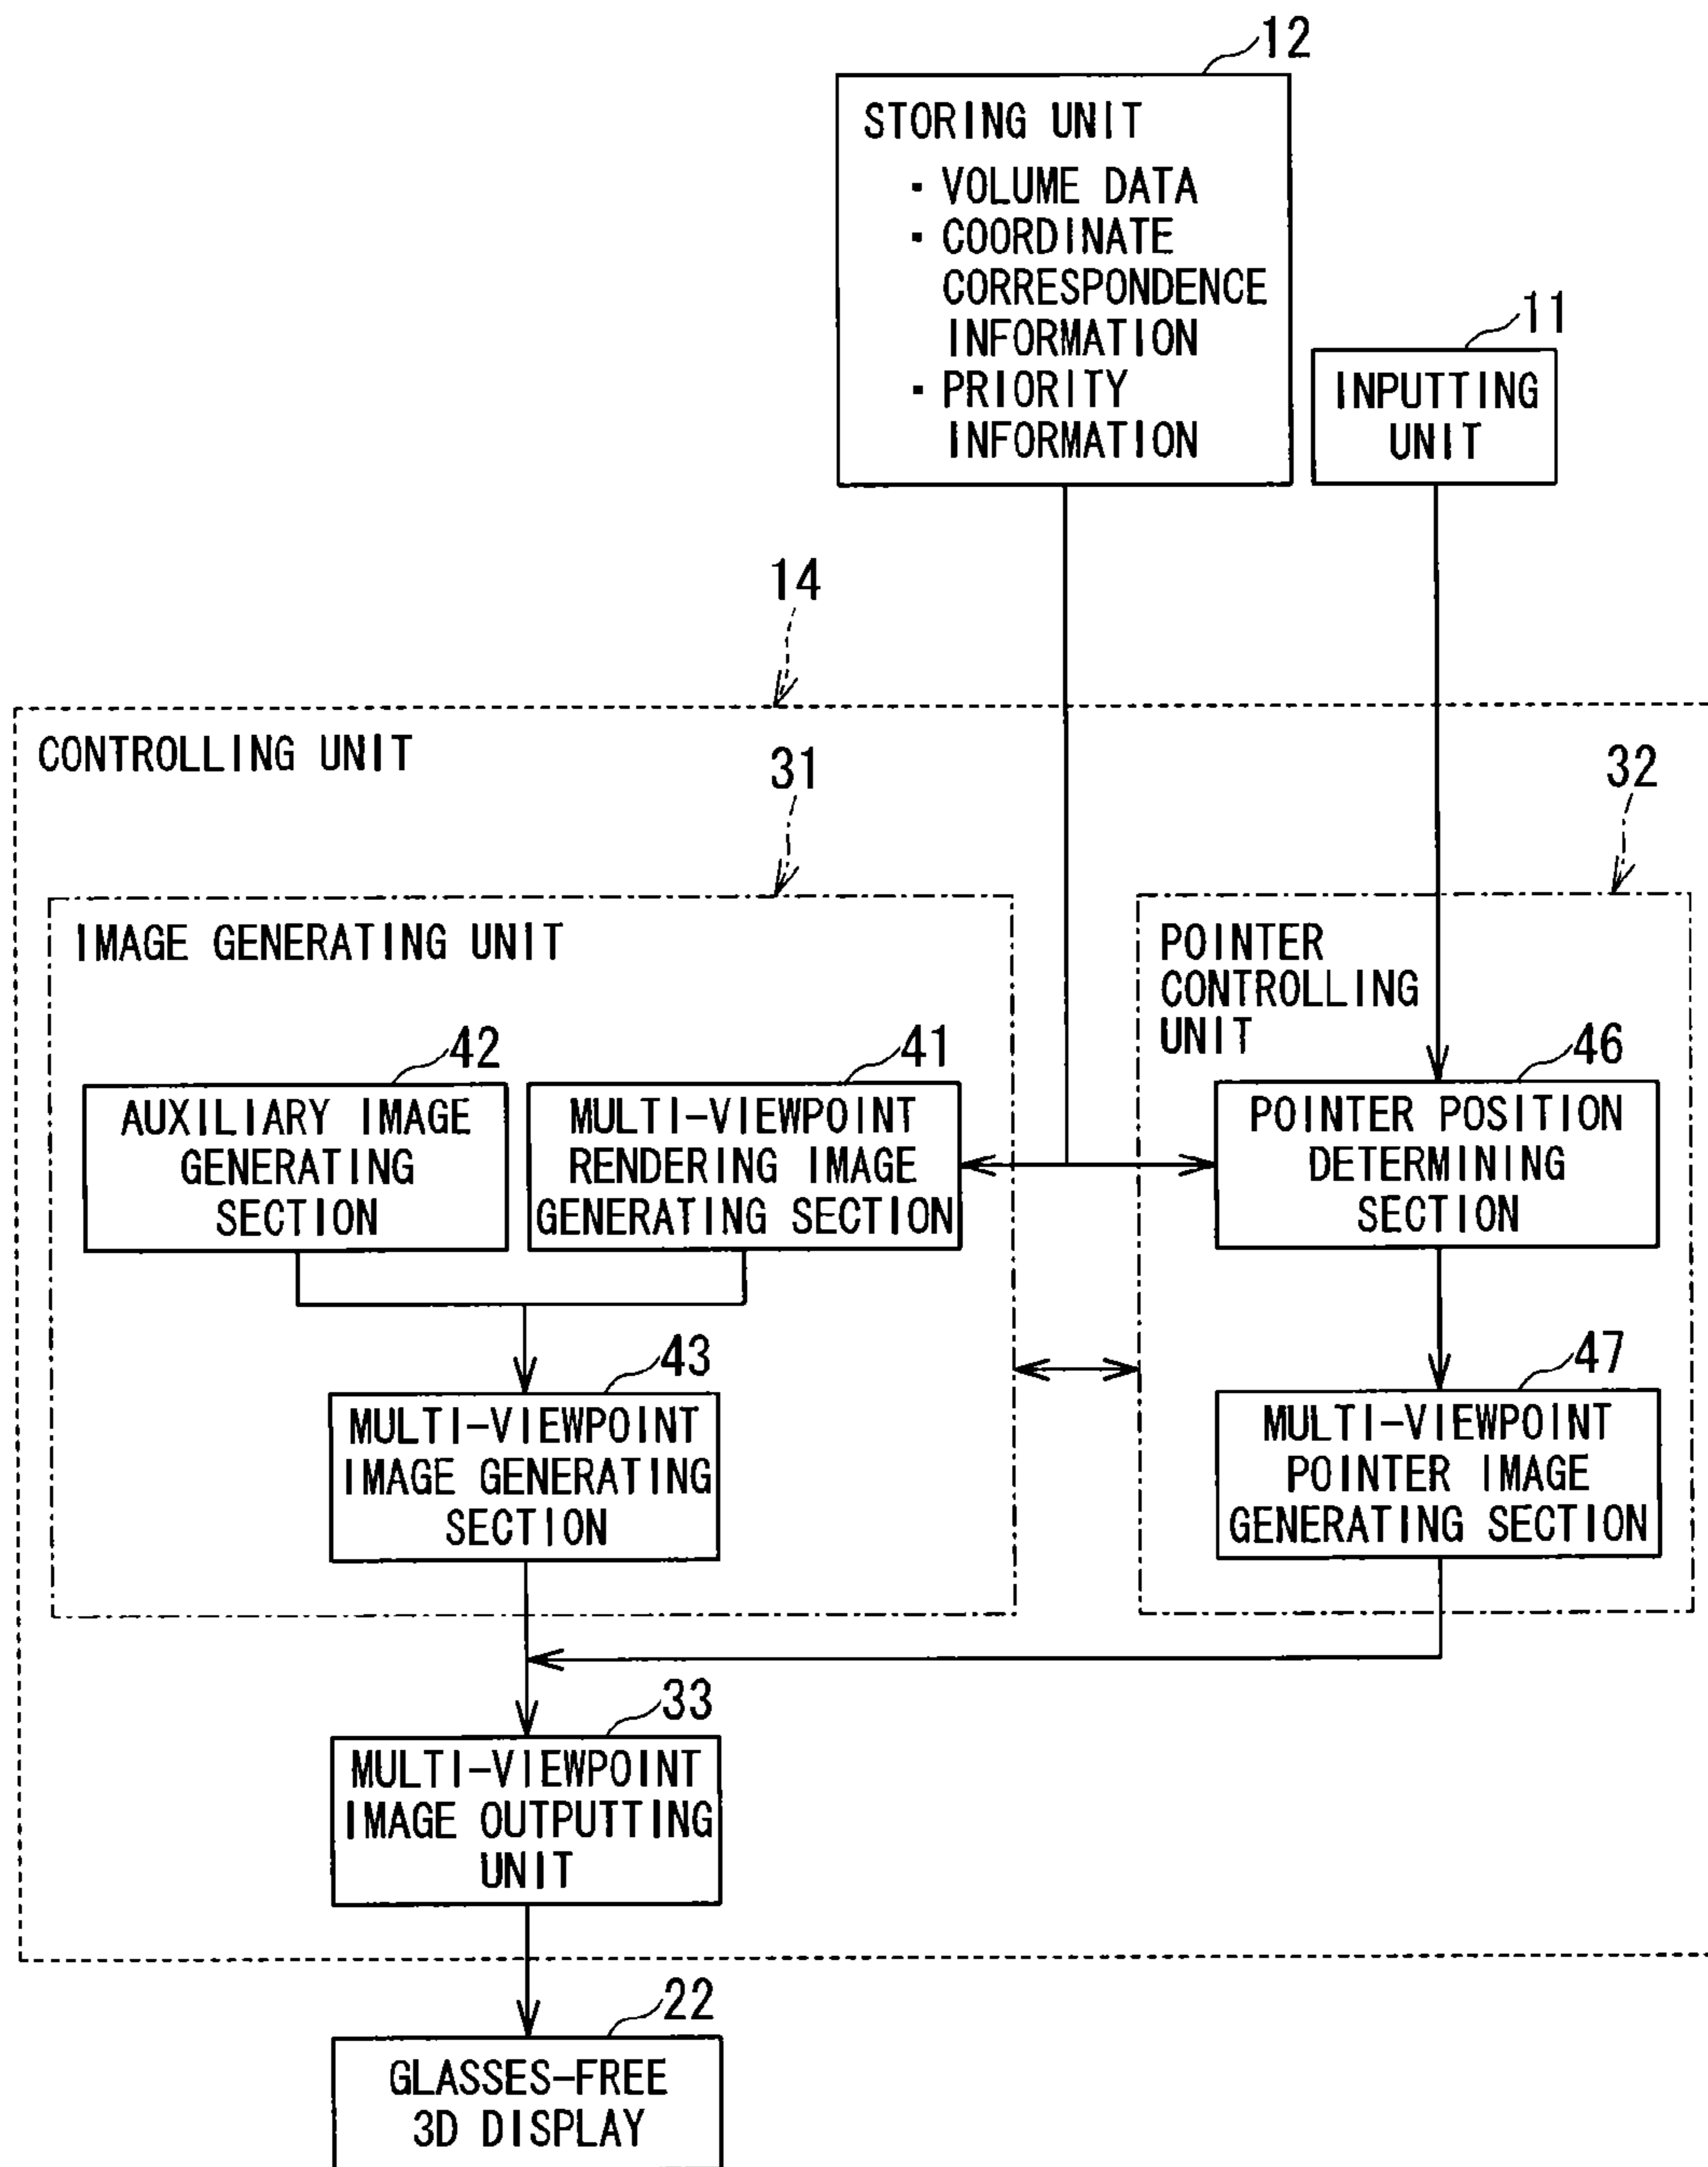 12
STORING UNIT
・VOLUME DATA
・COORDINATE
CORRESPONDENCE
INFORMATION
・PRIORITY
INFORMATION
11
INPUTTING
UNIT
14
CONTROLLING UNIT
31
32
IMAGE GENERATING UNIT
POINTER
CONTROLLING
UNIT
42
AUXILIARY IMAGE
GENERATING
SECTION
41
MULTI-VIEWPOINT
RENDERING IMAGE
GENERATING SECTION
46
POINTER POSITION
DETERMINING
SECTION
43
MULTI-VIEWPOINT
IMAGE GENERATING
SECTION
47
MULTI-VIEWPOINT
POINTER IMAGE
GENERATING SECTION
33
MULTI-VIEWPOINT
IMAGE OUTPUTTING
UNIT
22
GLASSES-FREE
3D DISPLAY